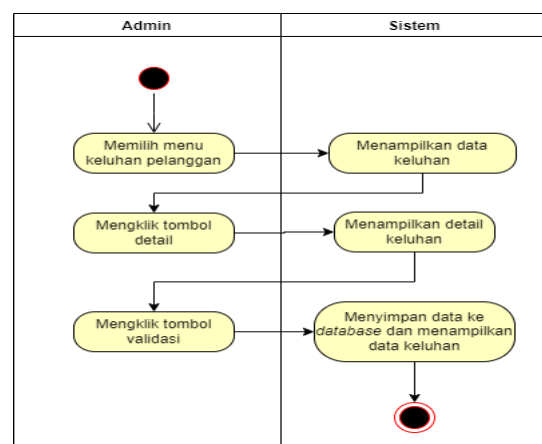 Admin
Sistem
Memilih menu
keluhan pelanggan
Menampilkan data
keluhan
Mengklik tombol
detail
Menampilkan detail
keluhan
Mengklik tombol
validasi
Menyimpan data ke
database dan menampilkan
data keluhan